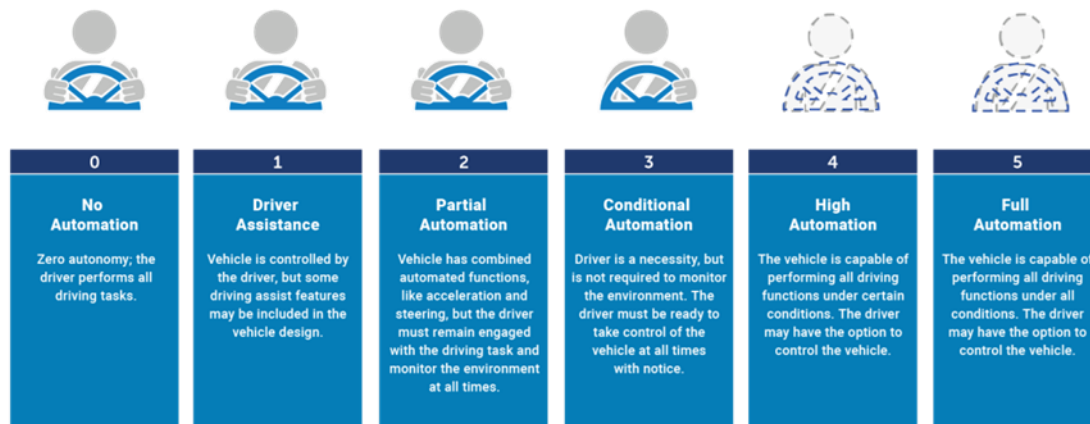 0
No
Automation
Zero autonomy; the
driver performs all
driving tasks.
1
Driver
Assistance
Vehicle is controlled by
the driver, but some
driving assist features
may be included in the
vehicle design.
2
Partial
Automation
Vehicle has combined
automated functions,
like acceleration and
steering, but the driver
must remain engaged
with the driving task and
monitor the environment
at all times.
3
Conditional
Automation
Driver is a necessity, but
is not required to monitor
the environment. The
driver must be ready to
take control of the
vehicle at all times
with notice.
4
High
Automation
The vehicle is capable of
performing all driving
functions under certain
conditions. The driver
may have the option to
control the vehicle.
5
Full
Automation
The vehicle is capable of
performing all driving
functions under all
conditions. The driver
may have the option to
control the vehicle.